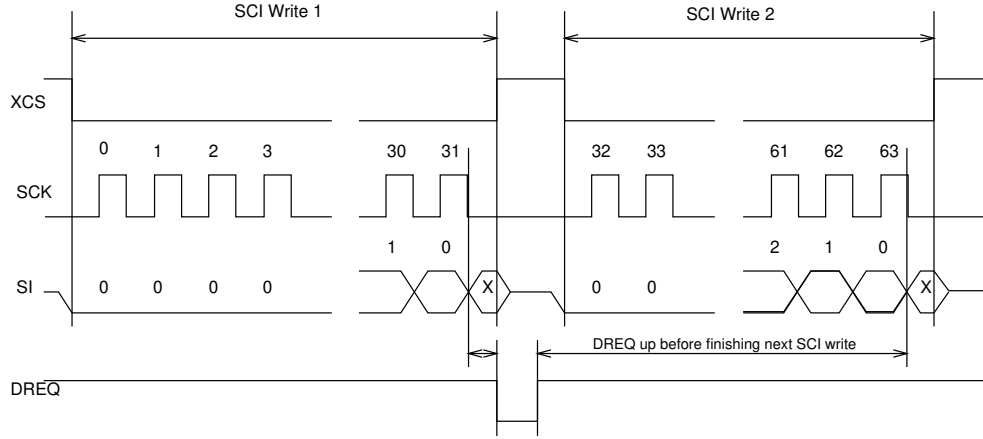 SCI Write 1 SCI Write 2
XCS
0 1 2 3 30 31 32 33 61 62 63
SCK
1 0 2 1 0
SI 0 0 0 0 X 0 0 X
DREQ up before finishing next SCI write
DREQ